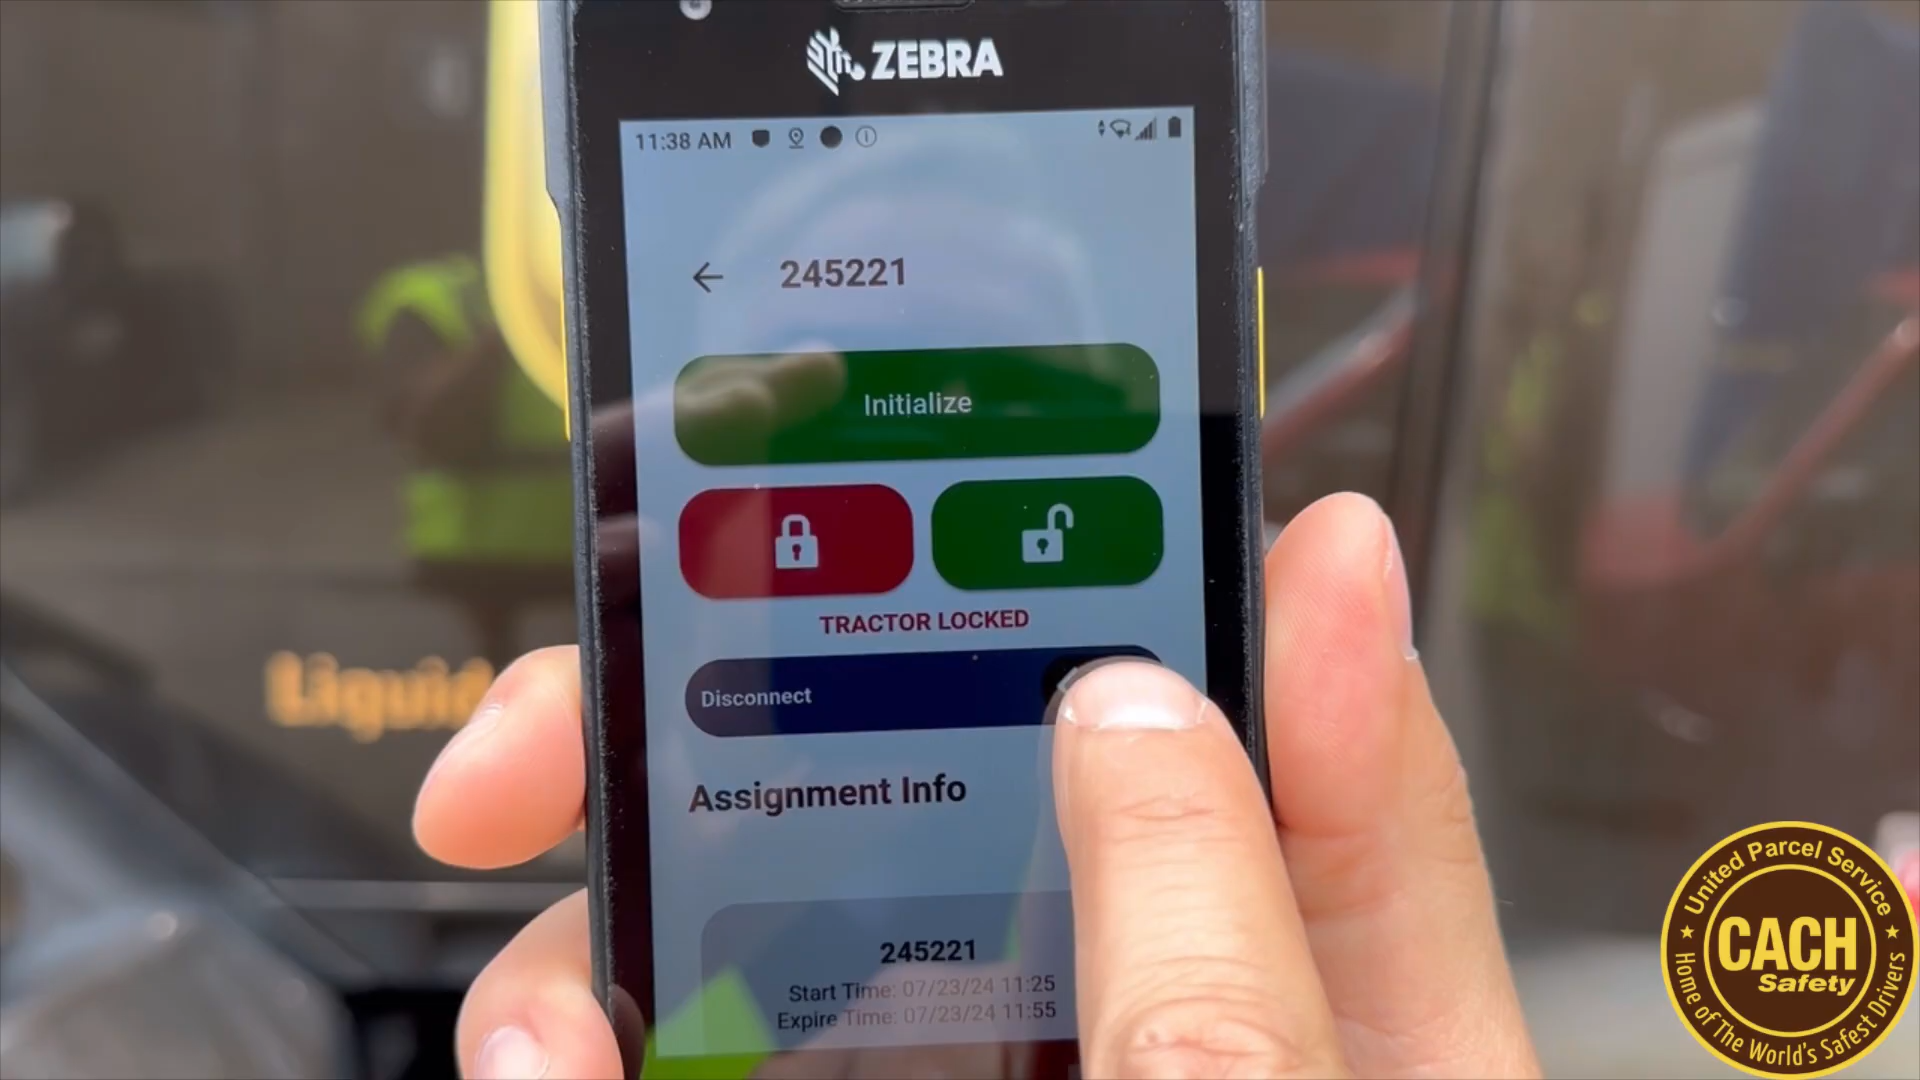 ZEBRA
11:38 AM
245221
Initialize
TRACTOR LOCKED
Disconnect
Assignment Info
245221
Start Time: 07/23/24 11:25
Expire Time: 07/23/24 11:55
Liquid
United Parcel Service
CACH
Safety
Home of The World's Safest Drivers